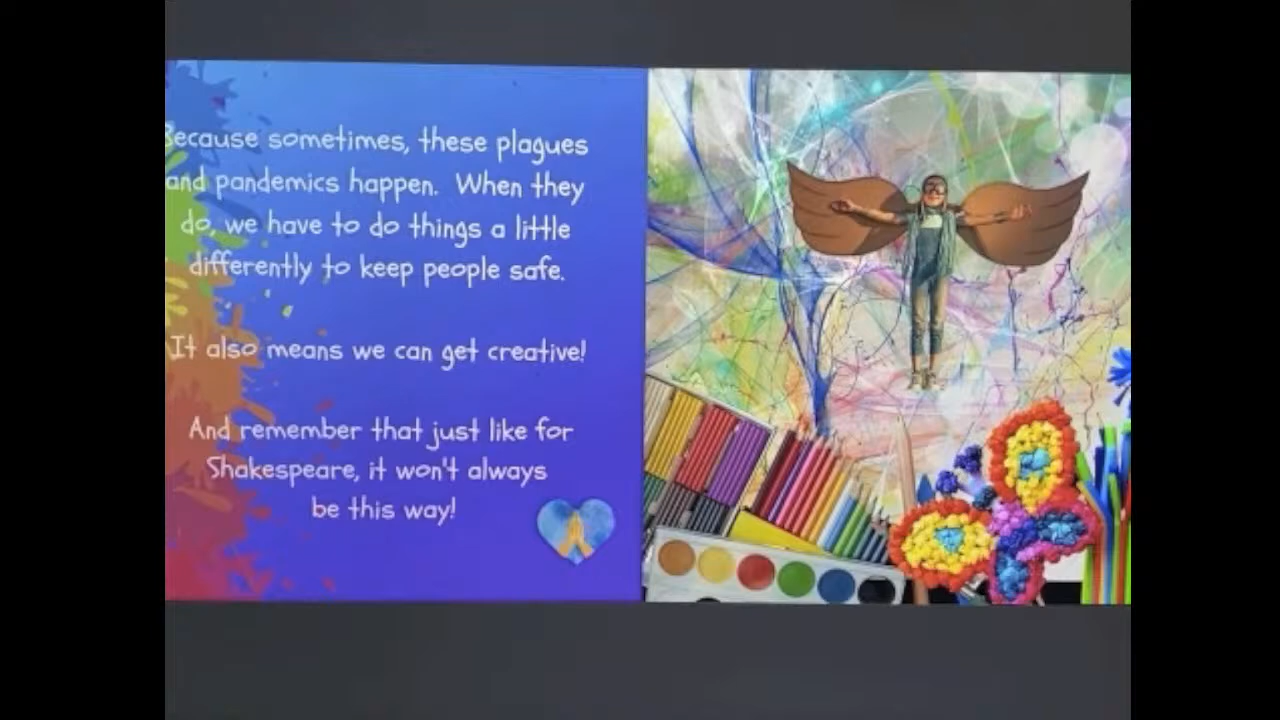 Because sometimes, these plagues
and pandemics happen. When they
do, we have to do things a little
differently to keep people safe.
It also means we can get creative!
And remember that just like for
Shakespeare, it won't always
be this way!